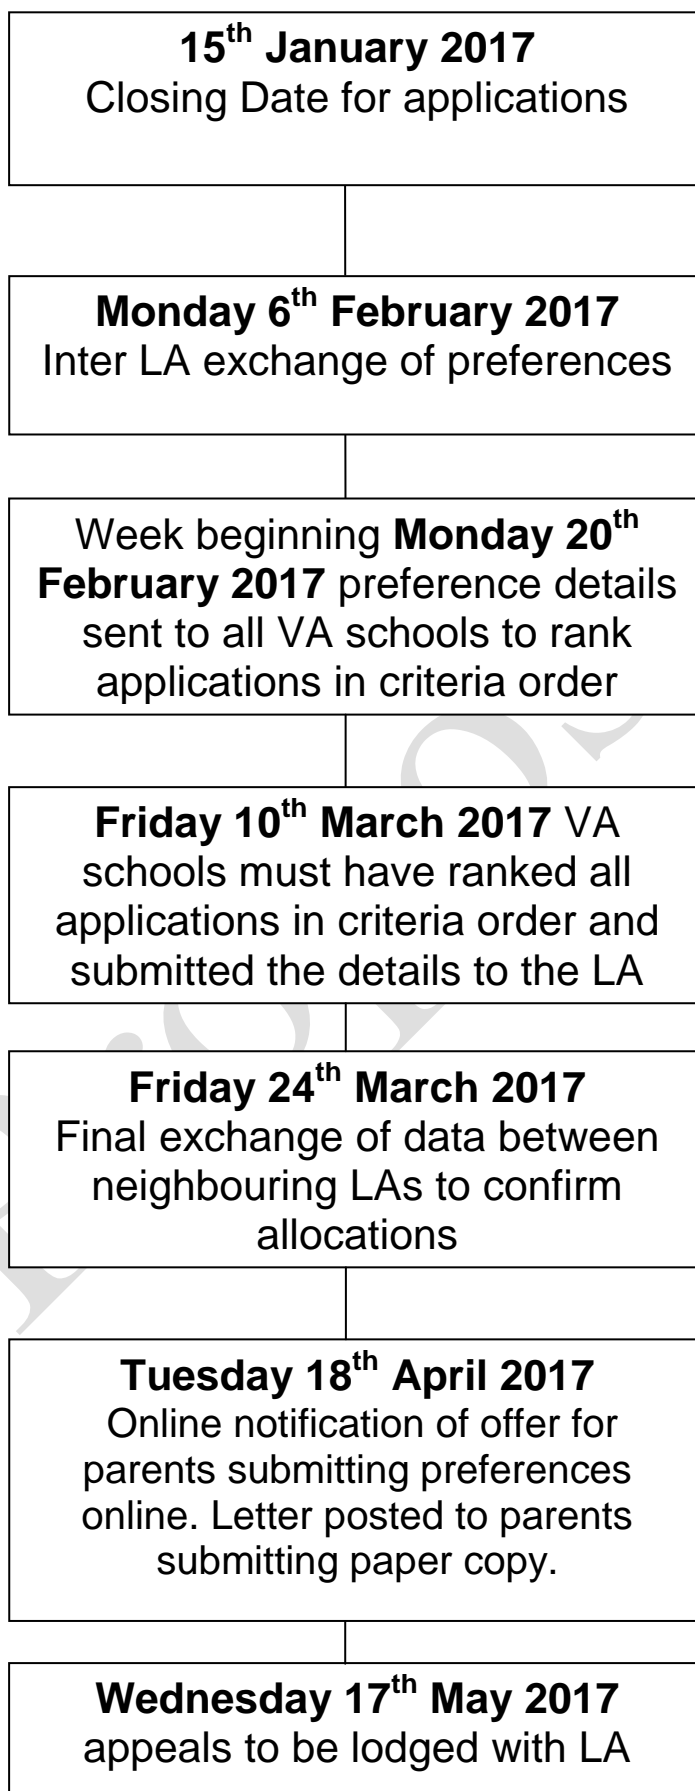 15th January 2017
Closing Date for applications
Monday 6th February 2017
Inter LA exchange of preferences
Week beginning Monday 20th
February 2017 preference details
sent to all VA schools to rank
applications in criteria order
Friday 10th March 2017 VA
schools must have ranked all
applications in criteria order and
submitted the details to the LA
Friday 24th March 2017
Final exchange of data between
neighbouring LAs to confirm
allocations
Tuesday 18th April 2017
Online notification of offer for
parents submitting preferences
online. Letter posted to parents
submitting paper copy.
Wednesday 17th May 2017
appeals to be lodged with LA